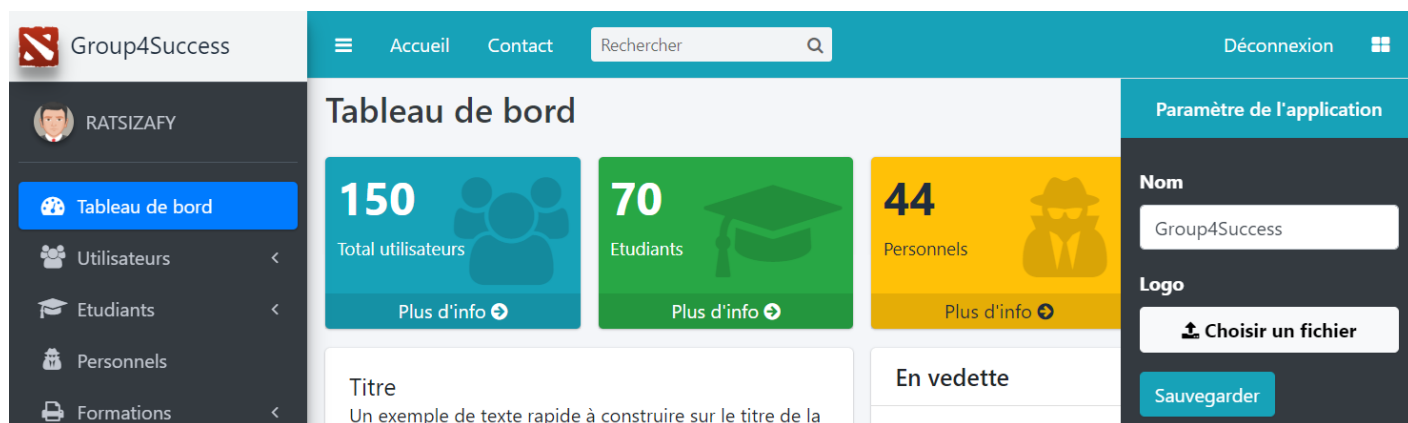 Group4Success
Accueil
Contact
Rechercher
Déconnexion
RATSIZAFY
Tableau de bord
Utilisateurs
Etudiants
Personnels
Formations
Tableau de bord
150
Total utilisateurs
Plus d'info
70
Etudiants
Plus d'info
44
Personnels
Plus d'info
Titre
Un exemple de texte rapide à construire sur le titre de la
En vedette
Paramètre de l'application
Nom
Group4Success
Logo
Choisir un fichier
Sauvegarder